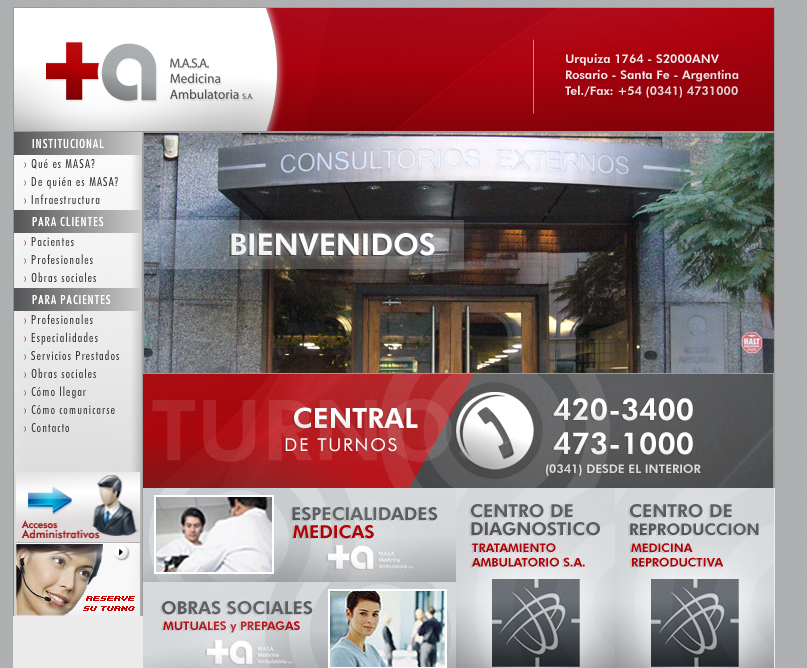 M.A.S.A.
Medicina
Ambulatoria S.A
Urquiza 1764 - S2000ANV
Rosario - Santa Fe - Argentina
Tel./Fax: +54 (0341) 4731000
INSTITUCIONAL
› Qué es MASA?
› De quién es MASA?
› Infraestructura
PARA CLIENTES
› Pacientes
› Profesionales
› Obras sociales
PARA PACIENTES
› Profesionales
› Especialidades
› Servicios Prestados
› Obras sociales
› Cómo llegar
› Cómo comunicarse
› Contacto
Accesos
Administrativos
RESERVE
SU TURNO
CONSULTORIOS EXTERNOS
BIENVENIDOS
HALT
TURNO
CENTRAL
DE TURNOS
420-3400
473-1000
(0341) DESDE EL INTERIOR
ESPECIALIDADES
MEDICAS
M.A.S.A.
Medicina
Ambulatoria
OBRAS SOCIALES
MUTUALES y PREPAGAS
M.A.S.A.
Medicina
Ambulatoria
CENTRO DE
DIAGNOSTICO
TRATAMIENTO
AMBULATORIO S.A.
CENTRO DE
REPRODUCCION
MEDICINA
REPRODUCTIVA